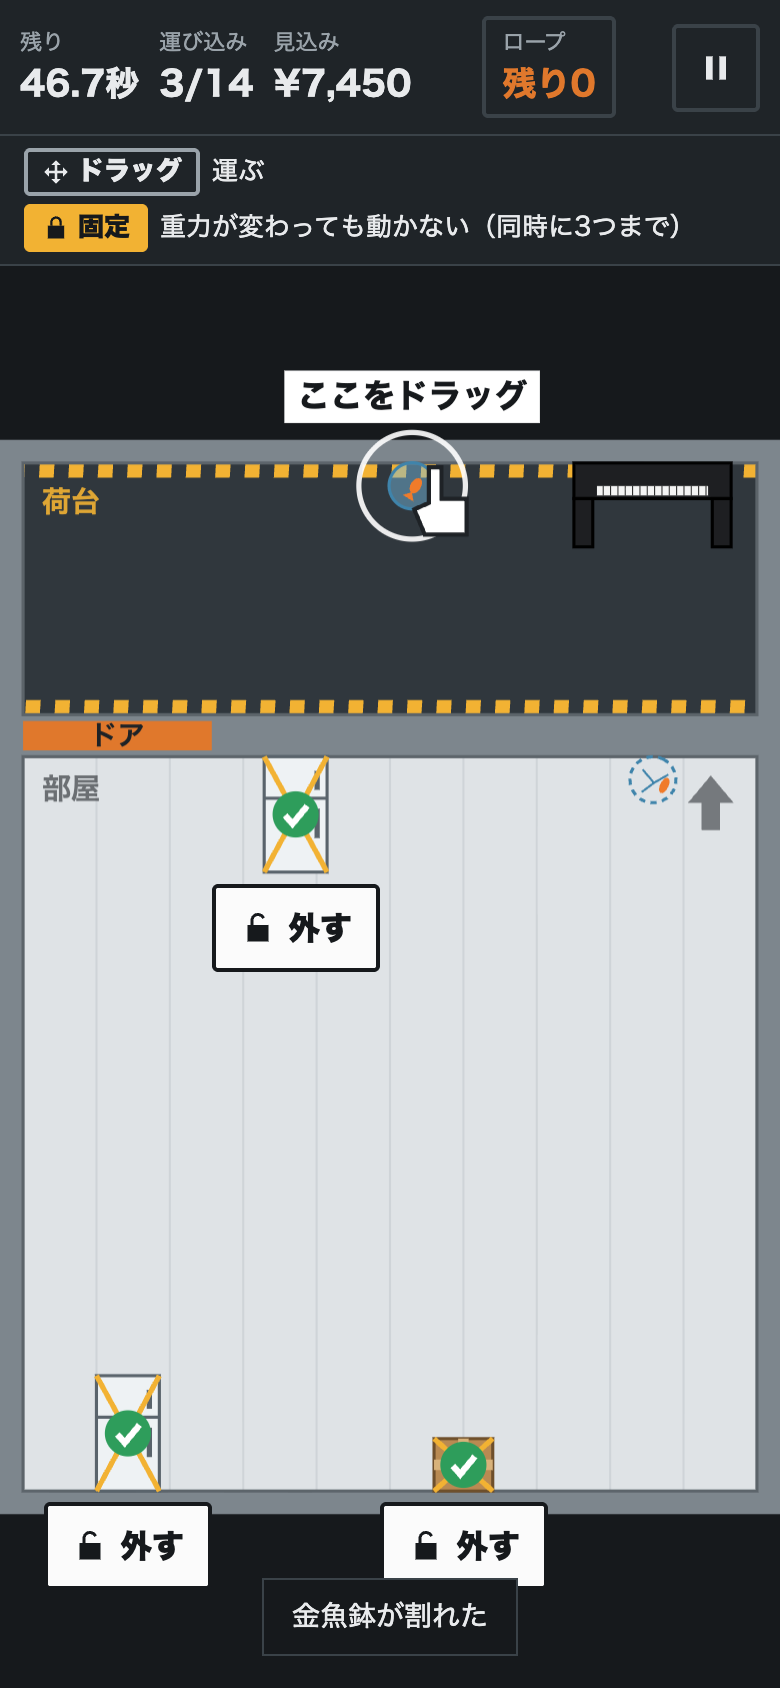 残り 運び込み 見込み ロープ
46.7秒 3/14 ¥7,450 残り0
ドラッグ 運ぶ
固定 重力が変わっても動かない（同時に3つまで）
ここをドラッグ
荷台
ドア
部屋
外す
外す 外す
金魚鉢が割れた